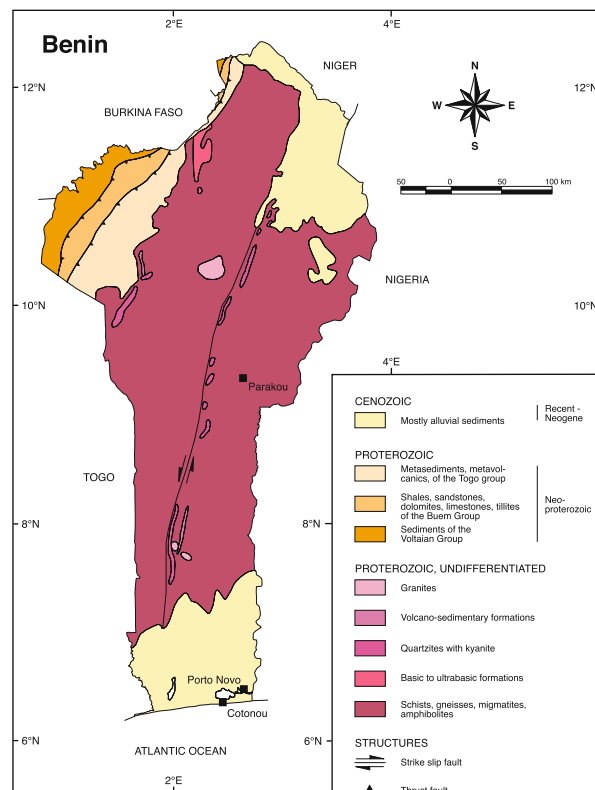 2°E
4°E
Benin
NIGER
12°N
12°N
BURKINA FASO
N
W
E
S
50
0
50
100 km
NIGERIA
10°N
10°N
4°E
Parakou
CENOZOIC
Mostly alluvial sediments
Recent -
Neogene
PROTEROZOIC
Metasediments, metavol-
canics, of the Togo group
Shales, sandstones,
dolomites, limestones, tillites
of the Buem Group
Sediments of the
Voltaian Group
Neo-
proterozoic
TOGO
8°N
8°N
PROTEROZOIC, UNDIFFERENTIATED
Granites
Volcano-sedimentary formations
Quartzites with kyanite
Basic to ultrabasic formations
Schists, gneisses, migmatites,
amphibolites
Porto Novo
Cotonou
6°N
6°N
ATLANTIC OCEAN
STRUCTURES
Strike slip fault
Thrust fault
2°E